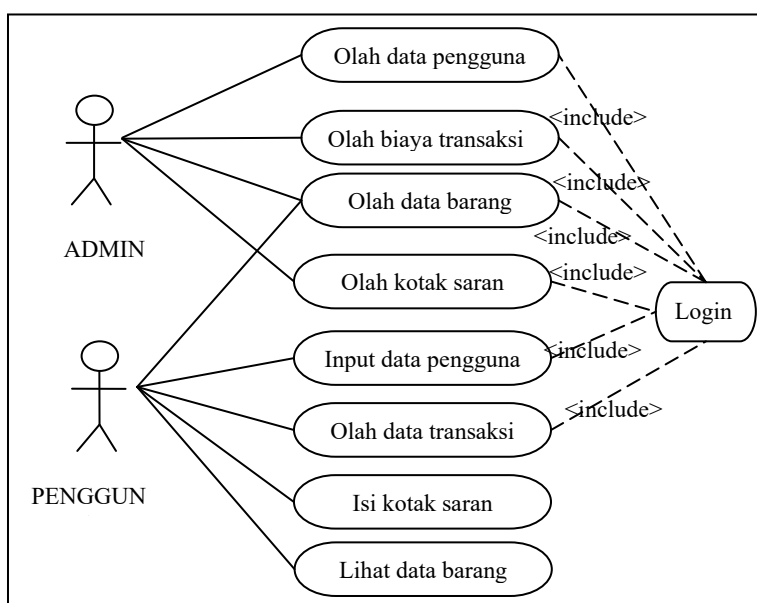 Olah data pengguna
<include>
Olah biaya transaksi
<include>
Olah data barang
ADMIN
<include>
<include>
Olah kotak saran
Login
Input data pengguna
<include>
Olah data transaksi
<include>
PENGGUN
Isi kotak saran
Lihat data barang